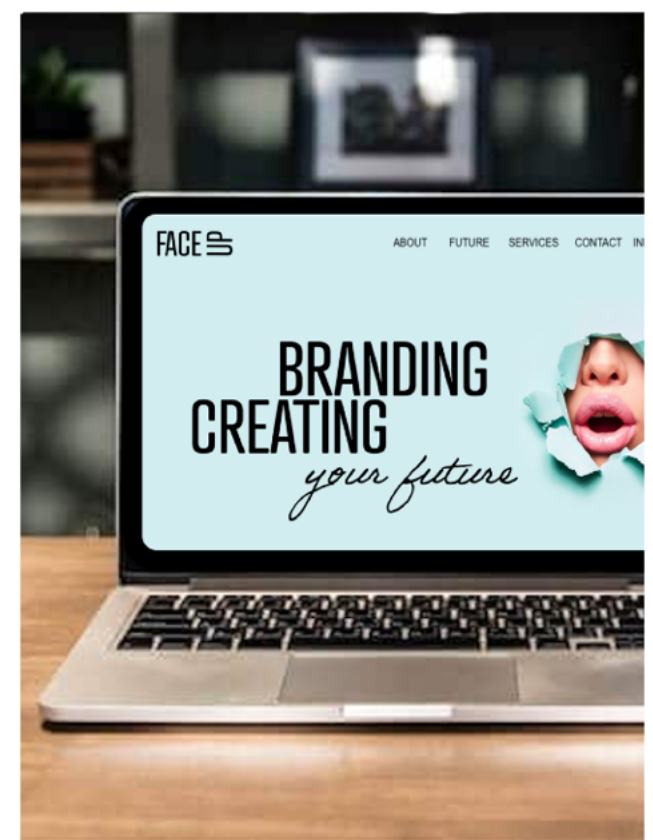 FACE UP
ABOUT FUTURE SERVICES CONTACT
BRANDING
CREATING
your future